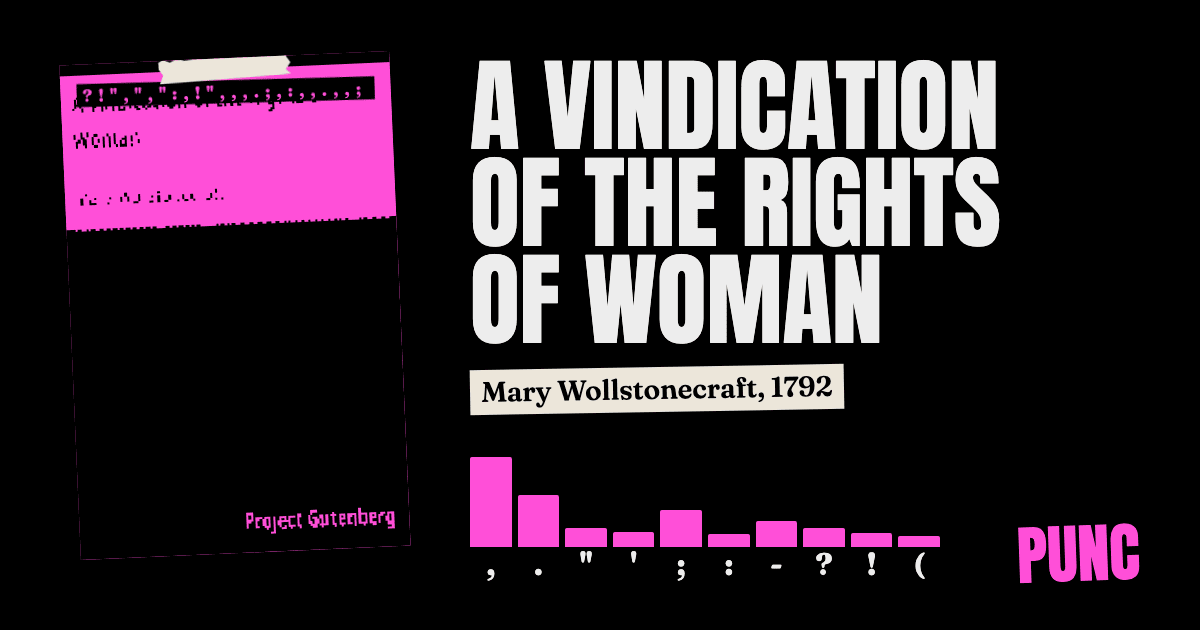 ?!",",":,!",,,.;,:,,.,,;
Woman
Project Gutenberg
A VINDICATION
OF THE RIGHTS
OF WOMAN
Mary Wollstonecraft, 1792
, . " ' ; : - ? ! (
PUNC